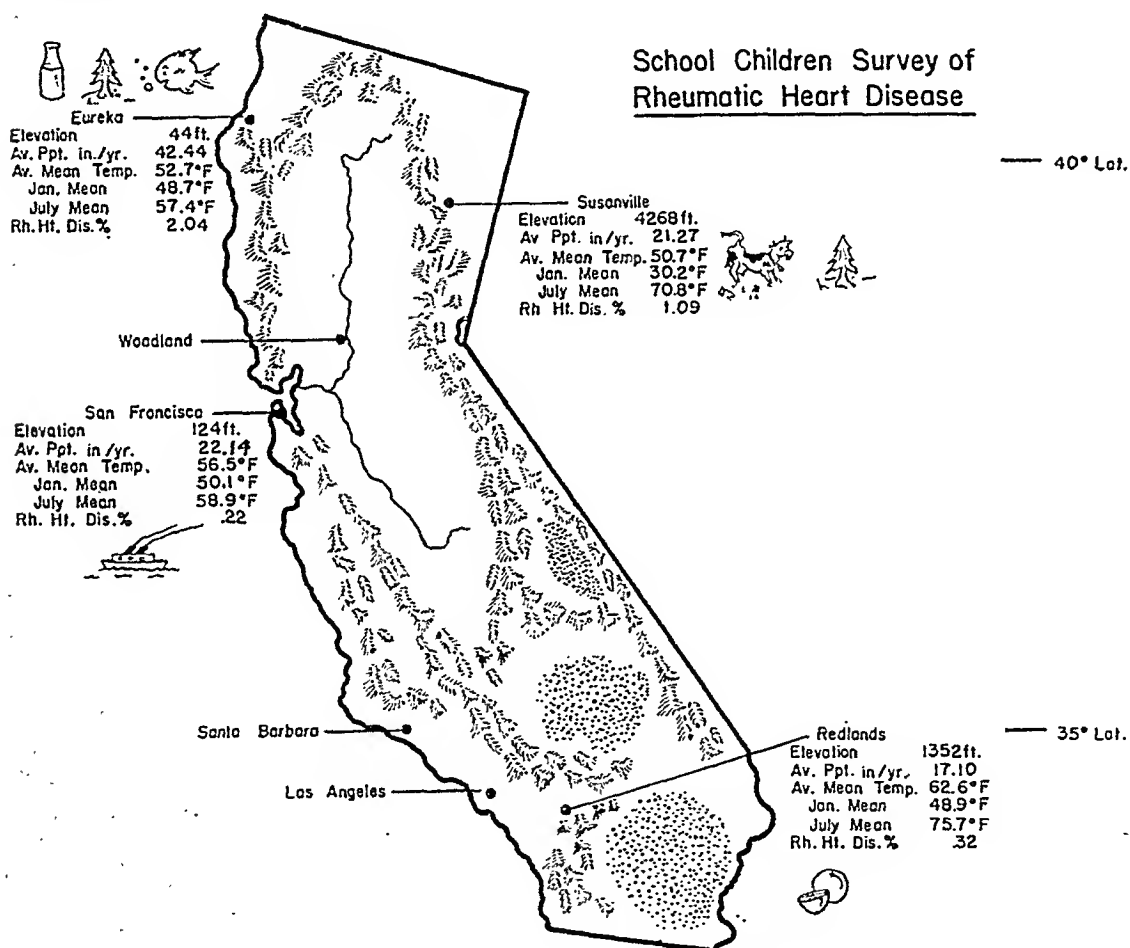 School Children Survey of
Rheumatic Heart Disease
Eureka
Elevation 44ft.
Av. Ppt. in./yr. 42.44
Av. Mean Temp. 52.7°F
Jan. Mean 48.7°F
July Mean 57.4°F
Rh. Ht. Dis. % 2.04
40° Lat.
Susanville
Elevation 4268ft.
Av Ppt. in/yr. 21.27
Av. Mean Temp. 50.7°F
Jan. Mean 30.2°F
July Mean 70.8°F
Rh Ht. Dis. % 1.09
Woodland
San Francisco
Elevation 124ft.
Av. Ppt. in/yr. 22.14
Av. Mean Temp. 56.5°F
Jan. Mean 50.1°F
July Mean 58.9°F
Rh. Ht. Dis.% .22
Santa Barbara
35° Lat.
Los Angeles
Redlands
Elevation 1352ft.
Av. Ppt. in/yr. 17.10
Av. Mean Temp. 62.6°F
Jan. Mean 48.9°F
July Mean 75.7°F
Rh. Ht. Dis.% .32